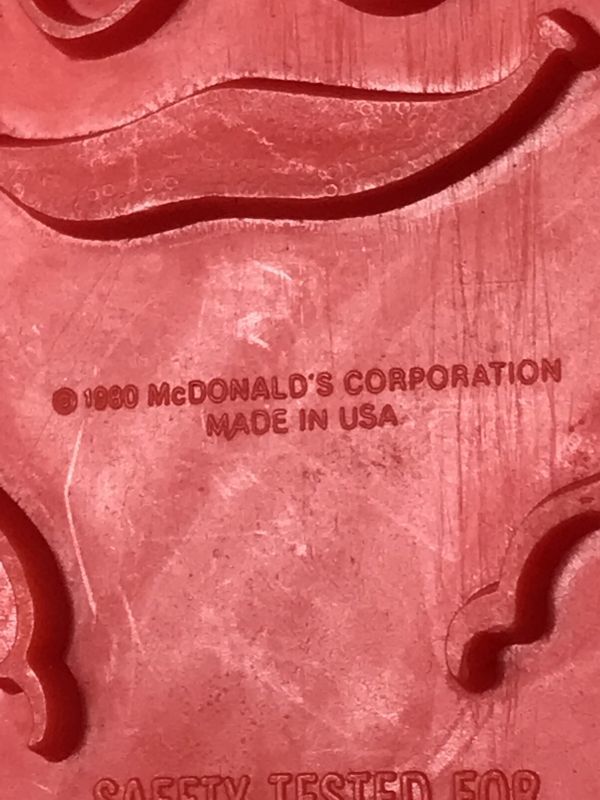 © 1980 McDONALD'S CORPORATION
MADE IN USA
SAFETY TESTED FOR